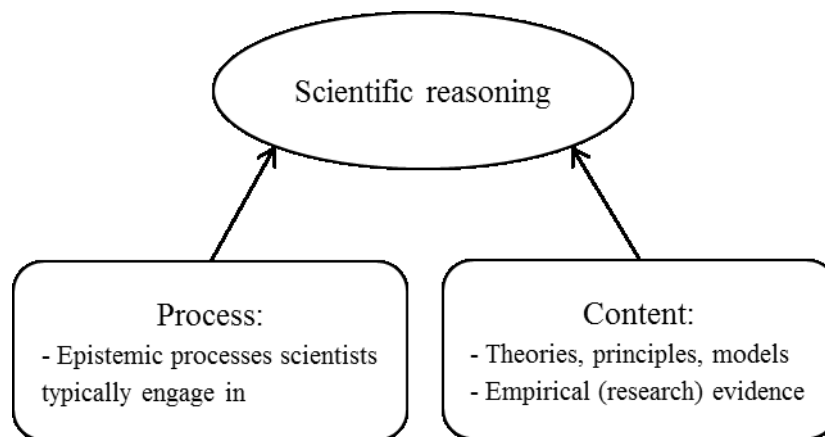 Scientific reasoning
Process:
- Epistemic processes scientists
typically engage in
Content:
- Theories, principles, models
- Empirical (research) evidence